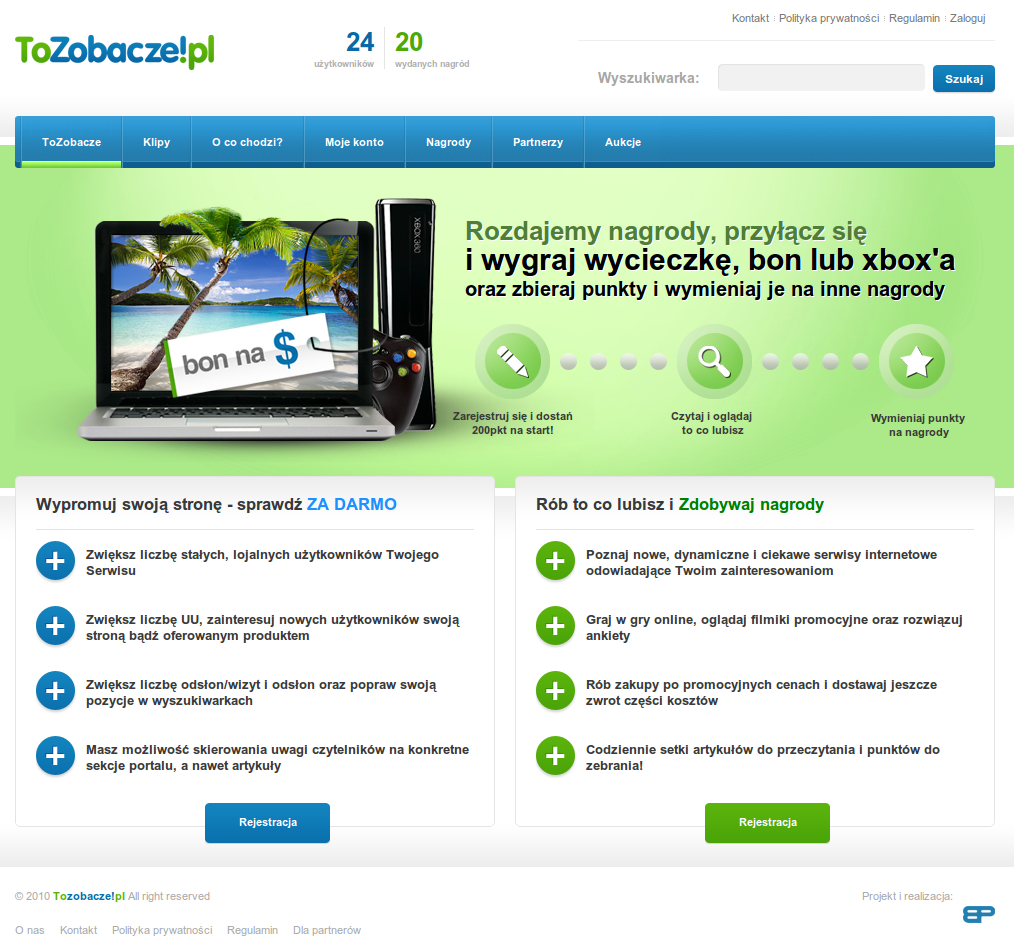 Kontakt Polityka prywatności Regulamin Zaloguj
ToZobacze!pl
24 użytkowników
20 wydanych nagród
Wyszukiwarka: Szukaj
ToZobacze Klipy O co chodzi? Moje konto Nagrody Partnerzy Aukcje
XBOX360
bon na $
Rozdajemy nagrody, przyłącz się
i wygraj wycieczkę, bon lub xbox'a
oraz zbieraj punkty i wymieniaj je na inne nagrody
Zarejestruj się i dostań
200pkt na start!
Czytaj i oglądaj
to co lubisz
Wymieniaj punkty
na nagrody
Wypromuj swoją stronę - sprawdź ZA DARMO
Zwiększ liczbę stałych, lojalnych użytkowników Twojego
Serwisu
Zwiększ liczbę UU, zainteresuj nowych użytkowników swoją
stroną bądź oferowanym produktem
Zwiększ liczbę odsłon/wizyt i odsłon oraz popraw swoją
pozycje w wyszukiwarkach
Masz możliwość skierowania uwagi czytelników na konkretne
sekcje portalu, a nawet artykuły
Rejestracja
Rób to co lubisz i Zdobywaj nagrody
Poznaj nowe, dynamiczne i ciekawe serwisy internetowe
odowiadające Twoim zainteresowaniom
Graj w gry online, oglądaj filmiki promocyjne oraz rozwiązuj
ankiety
Rób zakupy po promocyjnych cenach i dostawaj jeszcze
zwrot części kosztów
Codziennie setki artykułów do przeczytania i punktów do
zebrania!
Rejestracja
© 2010 Tozobacze!pl All right reserved
Projekt i realizacja:
O nas Kontakt Polityka prywatności Regulamin Dla partnerów